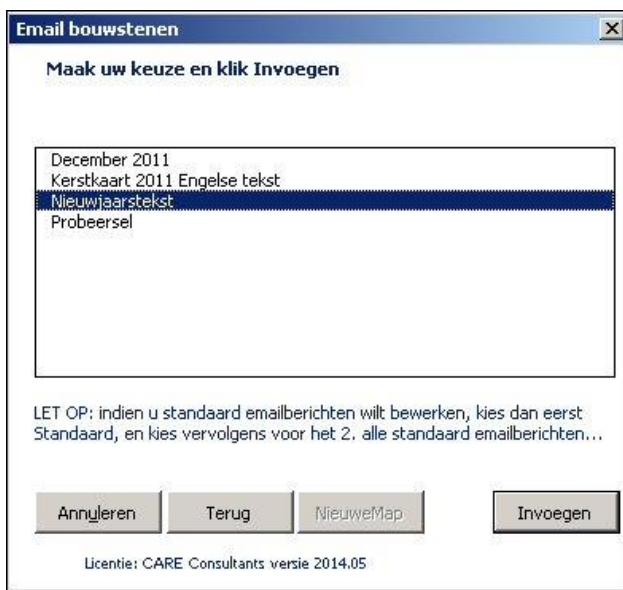 Email bouwstenen
Maak uw keuze en klik Invoegen
December 2011
Kerstkaart 2011 Engelse tekst
Nieuwjaarstekst
Probeersel
LET OP: indien u standaard emailberichten wilt bewerken, kies dan eerst
Standaard, en kies vervolgens voor het 2. alle standaard emailberichten...
Annuleren Terug NieuweMap Invoegen
Licentie: CARE Consultants versie 2014.05